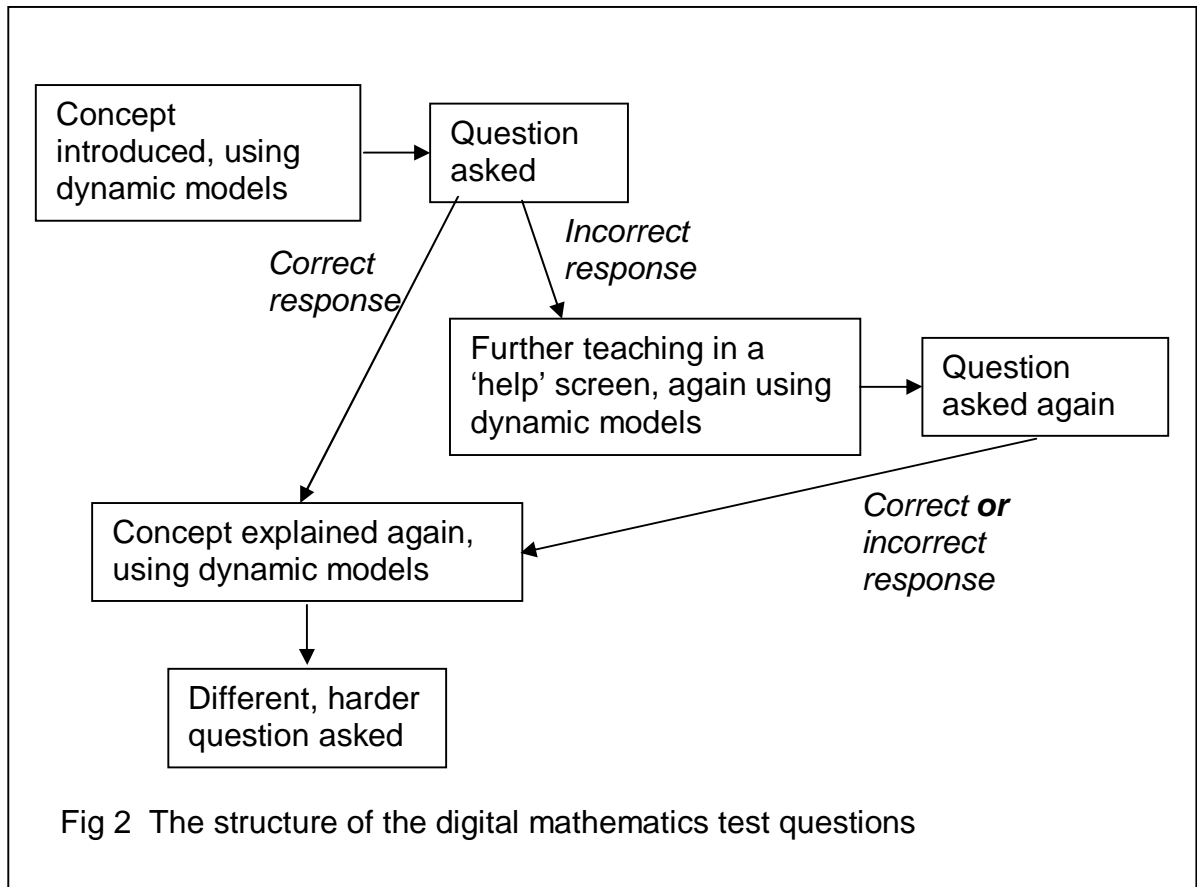 Concept
introduced, using
dynamic models
Question
asked
Correct
response
Incorrect
response
Further teaching in a
‘help’ screen, again using
dynamic models
Question
asked again
Correct or
incorrect
response
Concept explained again,
using dynamic models
Different, harder
question asked
Fig 2  The structure of the digital mathematics test questions